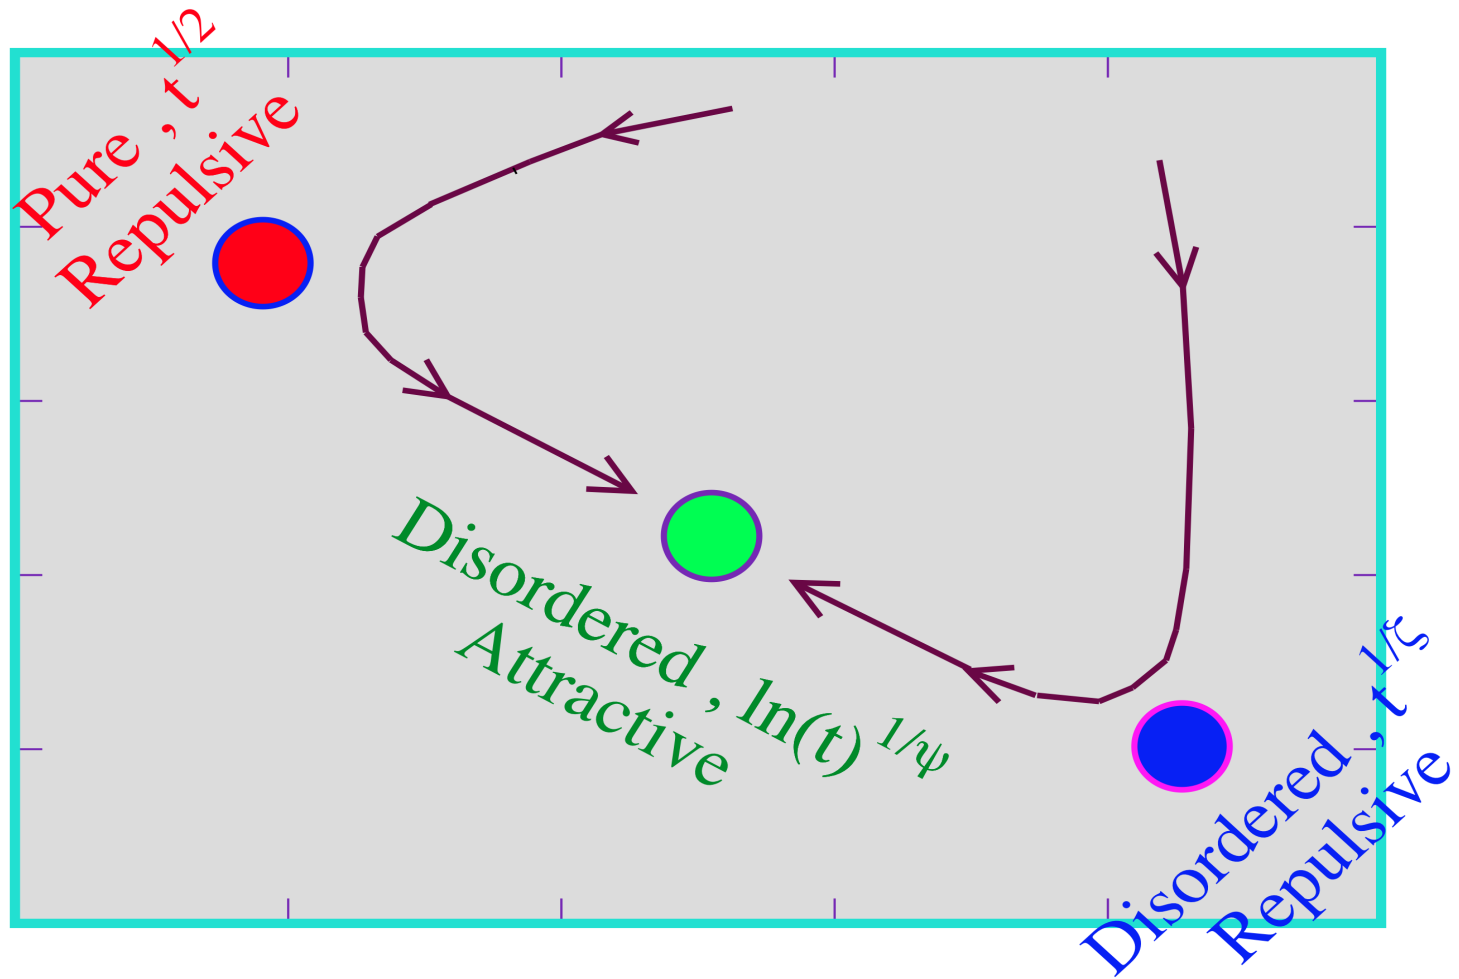 Pure , t^1/2
Repulsive
Disordered , ln(t)^1/ψ
Attractive
Disordered , t^1/ζ
Repulsive